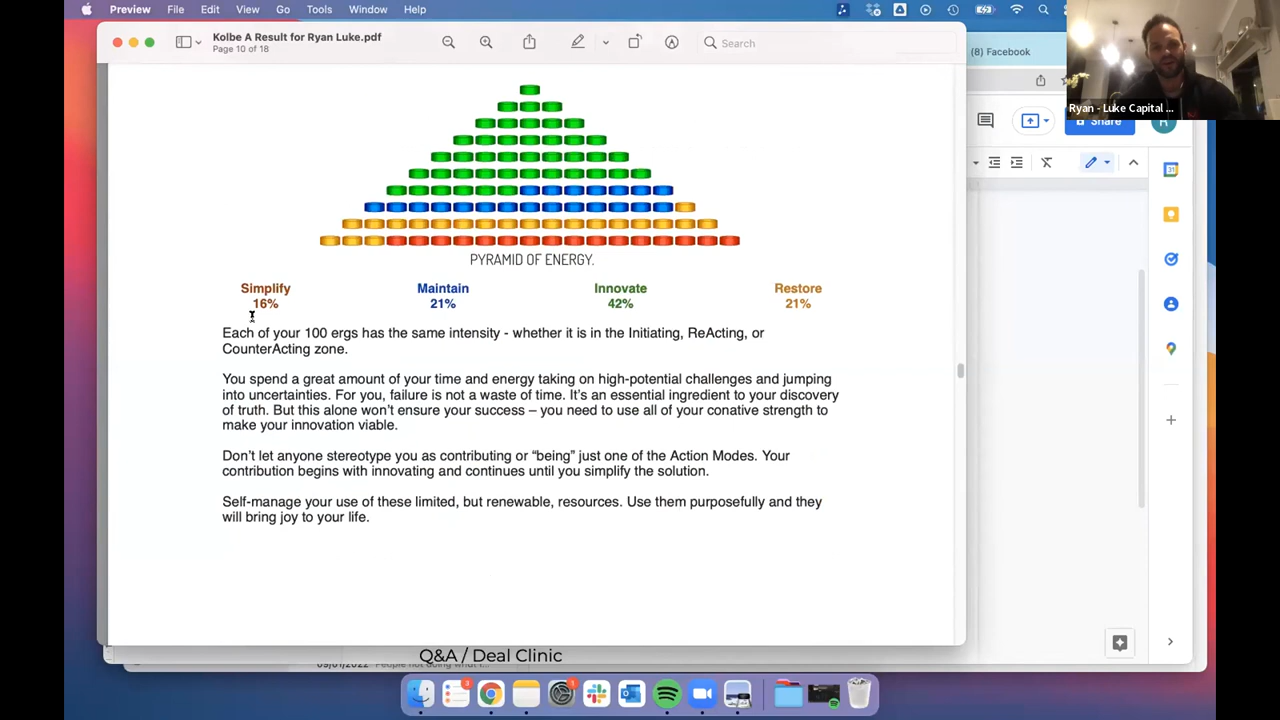 Preview File Edit View Go Tools Window Help
Kolbe A Result for Ryan Luke.pdf
Page 10 of 18
Search
(8) Facebook
Ryan - Luke Capital ...
Share
PYRAMID OF ENERGY.
Simplify Maintain Innovate Restore
16% 21% 42% 21%
Each of your 100 ergs has the same intensity - whether it is in the Initiating, ReActing, or
CounterActing zone.
You spend a great amount of your time and energy taking on high-potential challenges and jumping
into uncertainties. For you, failure is not a waste of time. It's an essential ingredient to your discovery
of truth. But this alone won't ensure your success – you need to use all of your conative strength to
make your innovation viable.
Don't let anyone stereotype you as contributing or “being” just one of the Action Modes. Your
contribution begins with innovating and continues until you simplify the solution.
Self-manage your use of these limited, but renewable, resources. Use them purposefully and they
will bring joy to your life.
Q&A / Deal Clinic